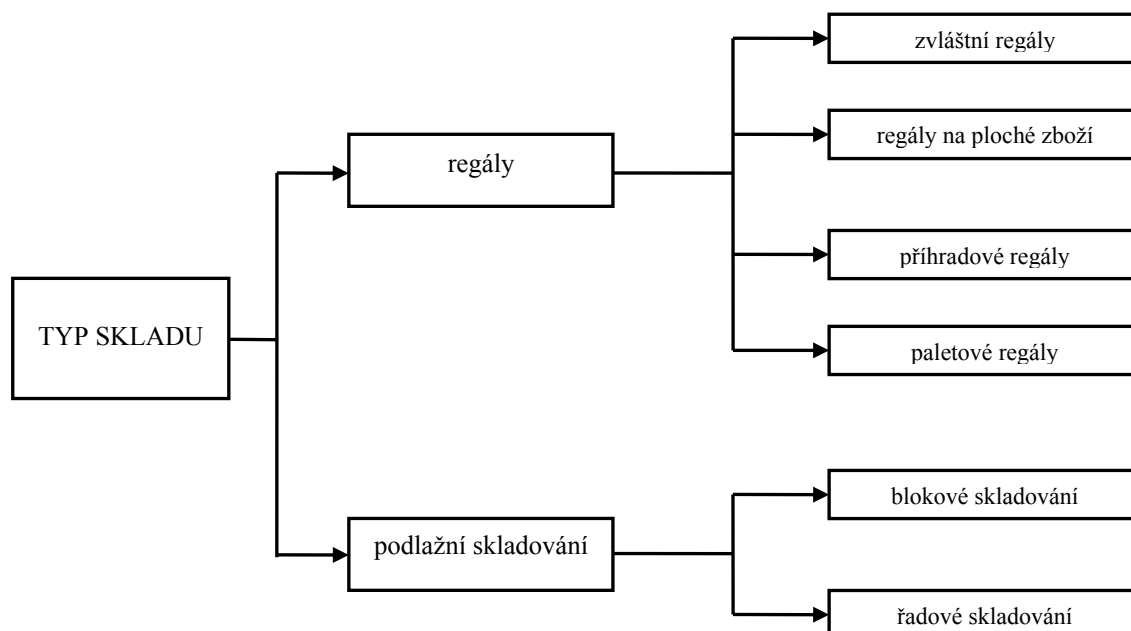 zvláštní regály
regály na ploché zboží
regály
příhradové regály
TYP SKLADU
paletové regály
blokové skladování
podlažní skladování
řadové skladování